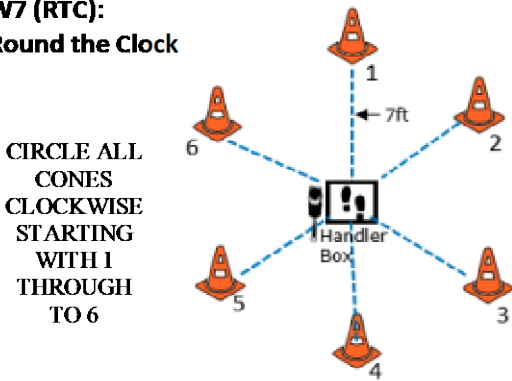 W7 (RTC):
Round the Clock
1
7ft
2
6
CIRCLE ALL
CONES
CLOCKWISE
STARTING
WITH 1
THROUGH
TO 6
Handler
Box
5
3
4